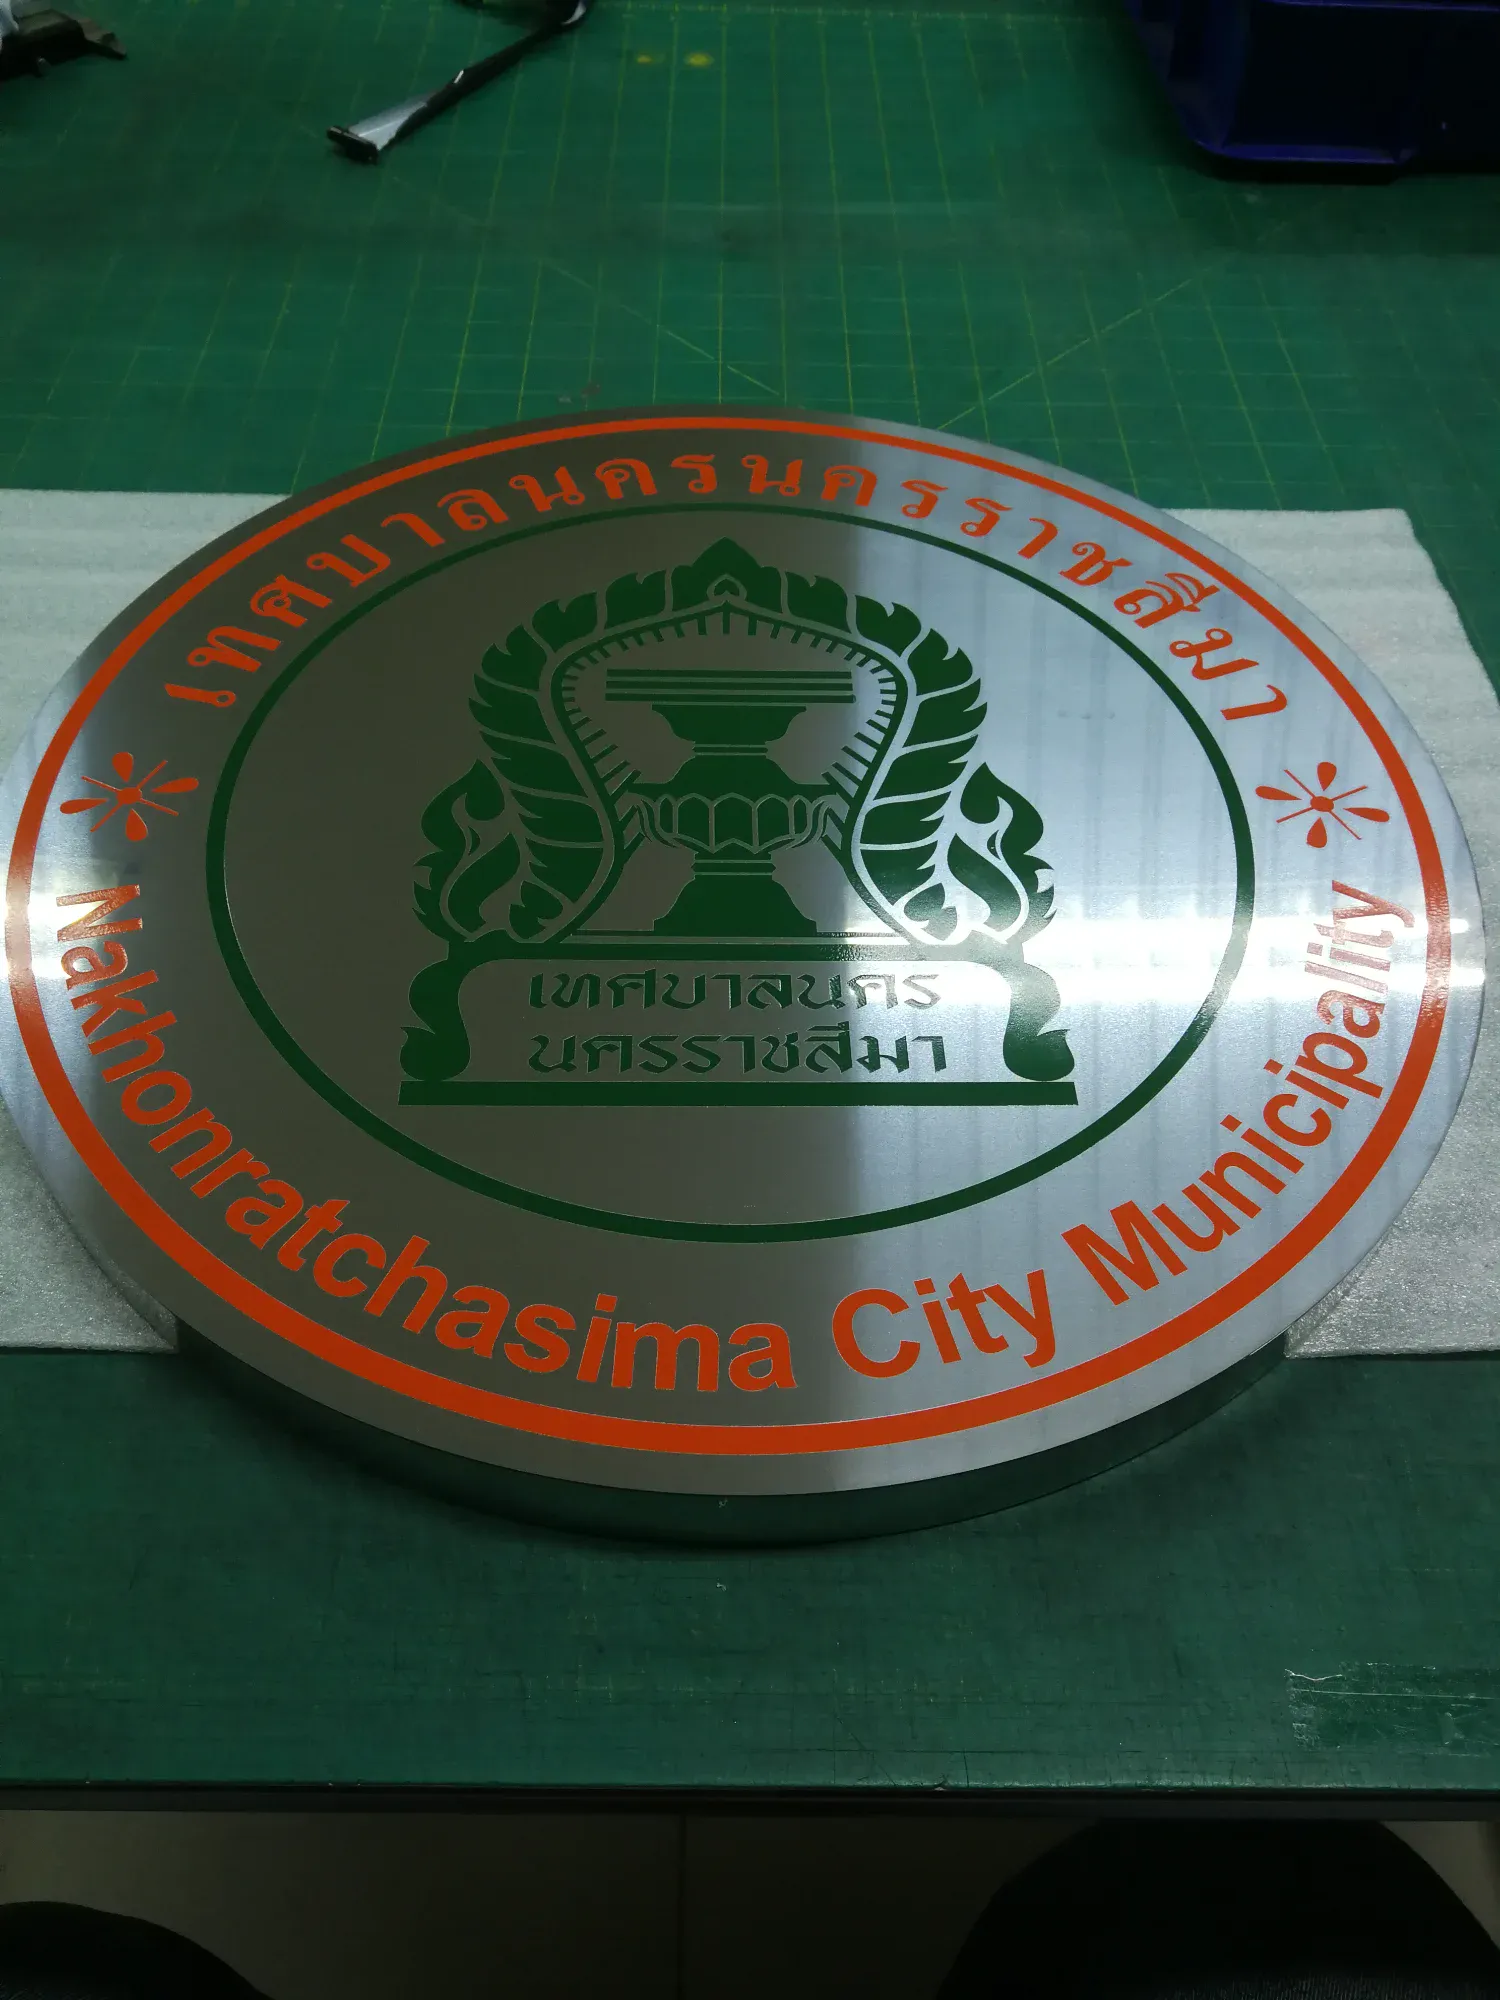 เทศบาลนครนครราชสีมา
เทศบาลนคร
นครราชสีมา
Nakhonratchasima City Municipality